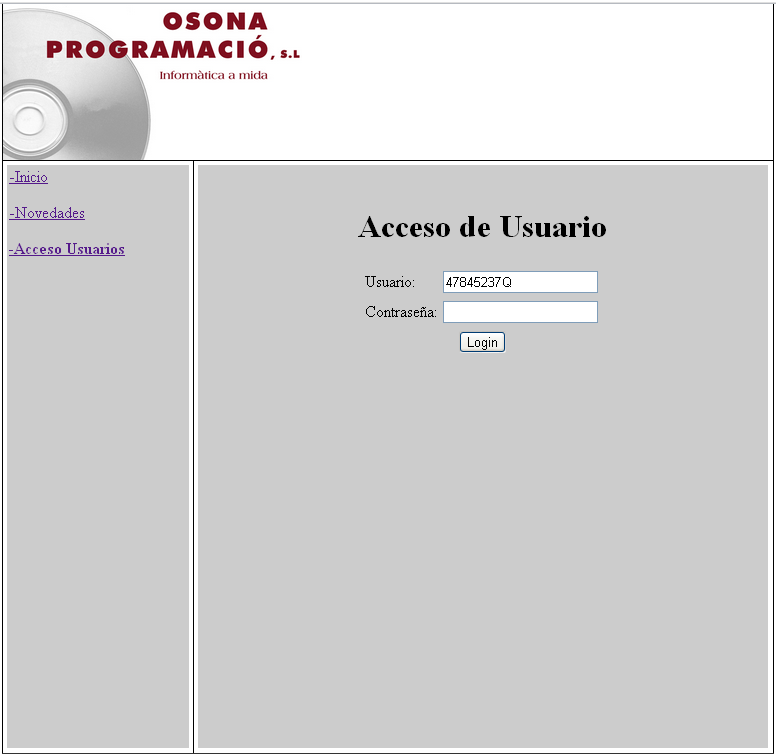 OSONA
PROGRAMACIÓ, S.L
Informàtica a mida
-Inicio
-Novedades
-Acceso Usuarios
Acceso de Usuario
Usuario: 47845237Q
Contraseña:
Login